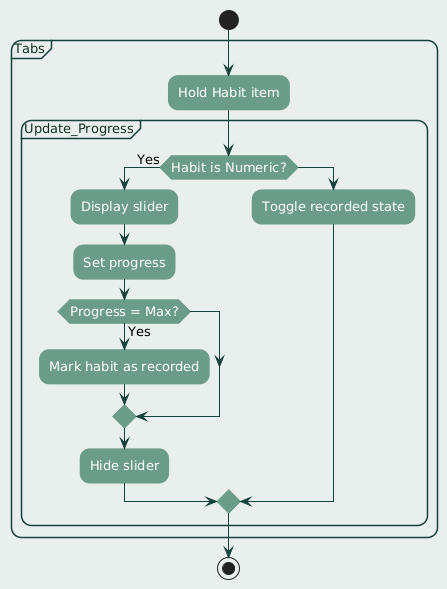 Tabs
Hold Habit item
Update_Progress
Yes
Habit is Numeric?
Display slider
Toggle recorded state
Set progress
Progress = Max?
Yes
Mark habit as recorded
Hide slider